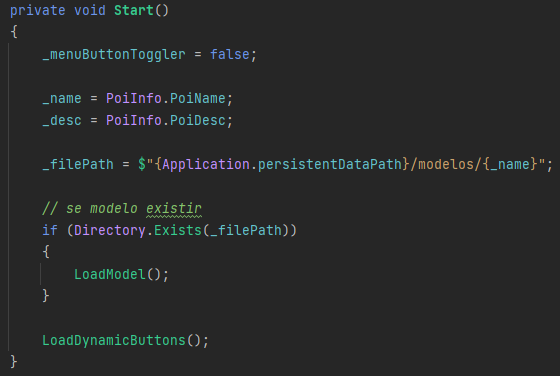 private void Start()
{
_menuButtonToggler = false;
_name = PoiInfo.PoiName;
_desc = PoiInfo.PoiDesc;
_filePath = $"{Application.persistentDataPath}/modelos/{_name}";
// se modelo existir
if (Directory.Exists(_filePath))
{
LoadModel();
}
LoadDynamicButtons();
}